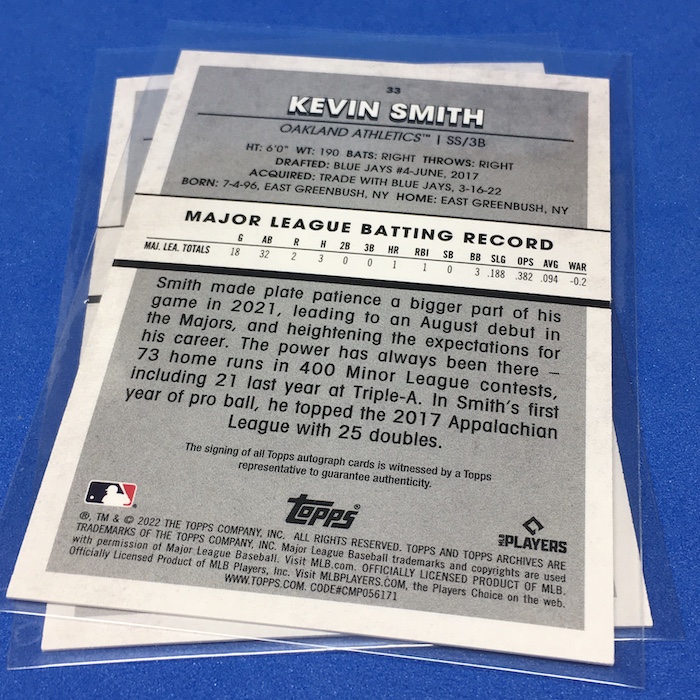 33
KEVIN SMITH
OAKLAND ATHLETICS™ | SS/3B
HT: 6'0" WT: 190 BATS: RIGHT THROWS: RIGHT
DRAFTED: BLUE JAYS #4-JUNE, 2017
ACQUIRED: TRADE WITH BLUE JAYS, 3-16-22
BORN: 7-4-96, EAST GREENBUSH, NY HOME: EAST GREENBUSH, NY
MAJOR LEAGUE BATTING RECORD
G AB R H 2B 3B HR RBI SB BB SLG OPS AVG WAR
MAJ. LEA. TOTALS 18 32 2 3 0 0 1 1 0 3 .188 .382 .094 -0.2
Smith made plate patience a bigger part of his
game in 2021, leading to an August debut in
the Majors, and heightening the expectations for
his career. The power has always been there –
73 home runs in 400 Minor League contests,
including 21 last year at Triple-A. In Smith's first
year of pro ball, he topped the 2017 Appalachian
League with 25 doubles.
The signing of all Topps autograph cards is witnessed by a Topps
representative to guarantee authenticity.
topps®
MLB PLAYERS
®, TM & © 2022 THE TOPPS COMPANY, INC. ALL RIGHTS RESERVED. TOPPS AND TOPPS ARCHIVES ARE
TRADEMARKS OF THE TOPPS COMPANY, INC. Major League Baseball trademarks and copyrights are used
with permission of Major League Baseball. Visit MLB.com. OFFICIALLY LICENSED PRODUCT OF MLB.
Officially Licensed Product of MLB Players, Inc. Visit MLBPLAYERS.COM, the Players Choice on the web.
WWW.TOPPS.COM. CODE#CMP056171